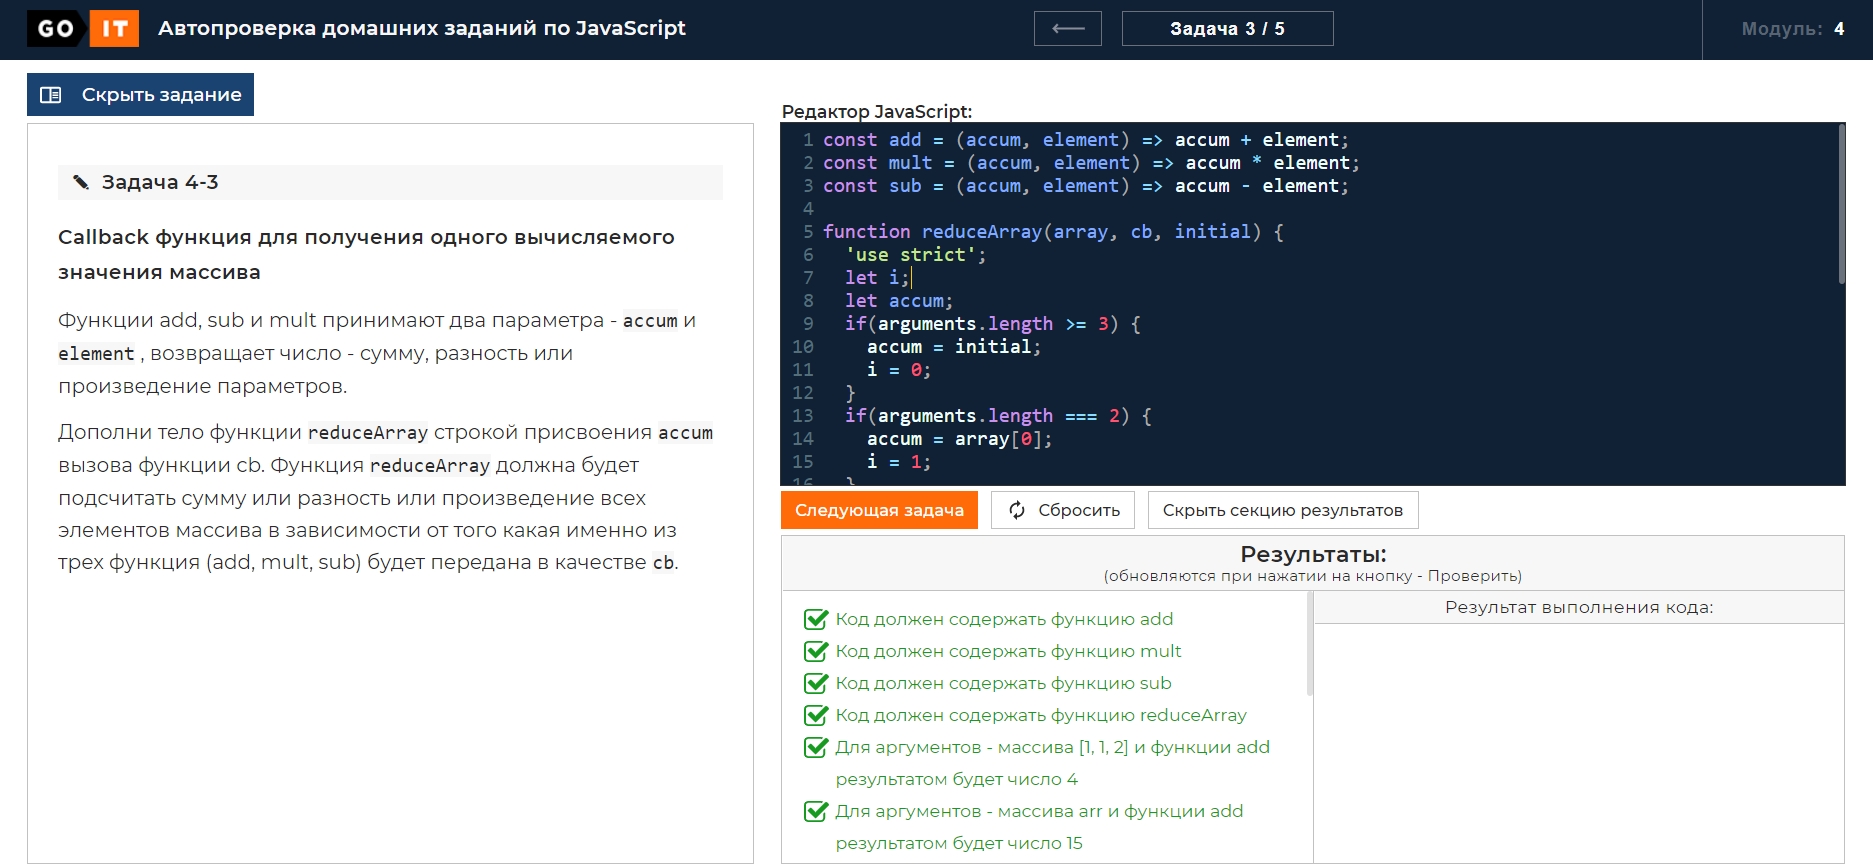 GO IT Автопроверка домашних заданий по JavaScript
Задача 3 / 5
Модуль: 4
Скрыть задание
Задача 4-3
Callback функция для получения одного вычисляемого
значения массива
Функции add, sub и mult принимают два параметра - accum и
element , возвращает число - сумму, разность или
произведение параметров.
Дополни тело функции reduceArray строкой присвоения accum
вызова функции cb. Функция reduceArray должна будет
подсчитать сумму или разность или произведение всех
элементов массива в зависимости от того какая именно из
трех функция (add, mult, sub) будет передана в качестве cb.
Редактор JavaScript:
1 const add = (accum, element) => accum + element;
2 const mult = (accum, element) => accum * element;
3 const sub = (accum, element) => accum - element;
4
5 function reduceArray(array, cb, initial) {
6 'use strict';
7 let i;
8 let accum;
9 if(arguments.length >= 3) {
10 accum = initial;
11 i = 0;
12 }
13 if(arguments.length === 2) {
14 accum = array[0];
15 i = 1;
16 }
Следующая задача
Сбросить
Скрыть секцию результатов
Результаты:
(обновляются при нажатии на кнопку - Проверить)
Код должен содержать функцию add
Код должен содержать функцию mult
Код должен содержать функцию sub
Код должен содержать функцию reduceArray
Для аргументов - массива [1, 1, 2] и функции add
результатом будет число 4
Для аргументов - массива arr и функции add
результатом будет число 15
Результат выполнения кода: